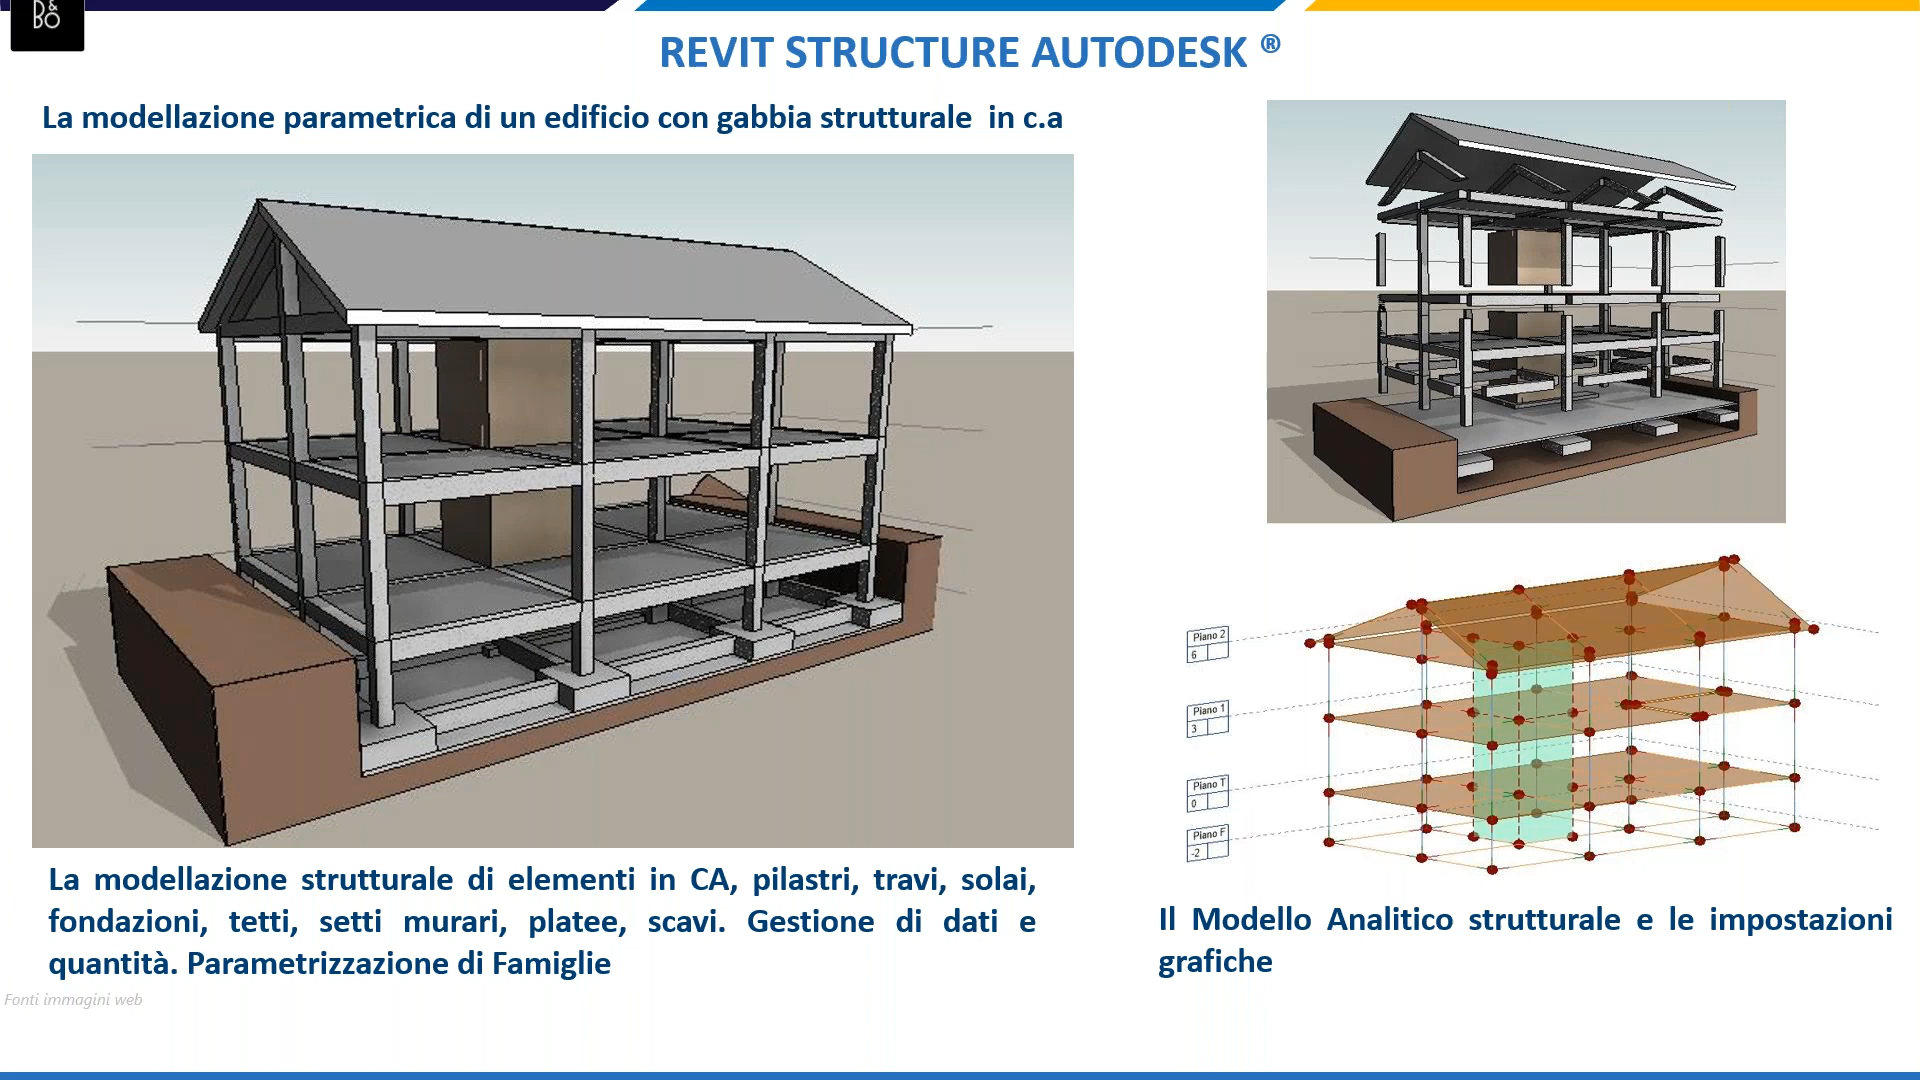 D&
BO
REVIT STRUCTURE AUTODESK ®
La modellazione parametrica di un edificio con gabbia strutturale  in c.a
Piano 2
6
Piano 1
3
Piano T
0
Piano F
-2
La modellazione strutturale di elementi in CA, pilastri, travi, solai,
fondazioni, tetti, setti murari, platee, scavi. Gestione di dati e
quantità. Parametrizzazione di Famiglie
Il Modello Analitico strutturale e le impostazioni
grafiche
Fonti immagini web